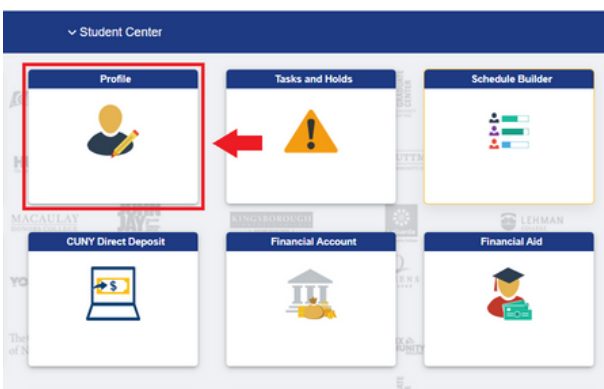 Student Center
Profile
Tasks and Holds
Schedule Builder
MACAULAY
KINGSBOROUGH
LEHMAN
CUNY Direct Deposit
Financial Account
Financial Aid
$